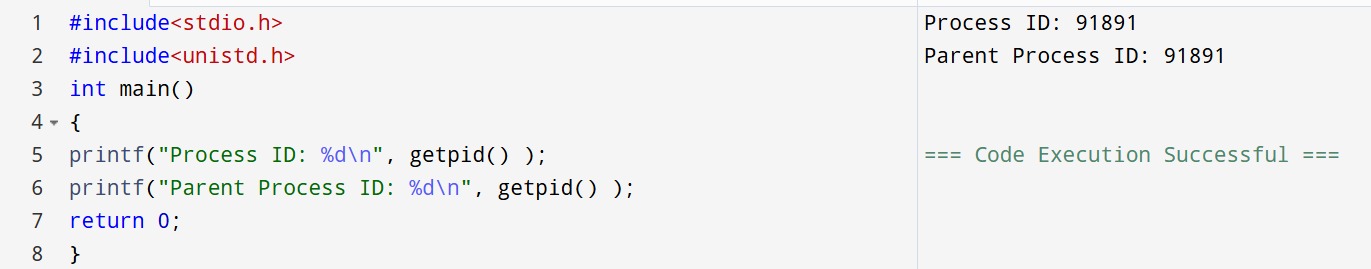 1 #include<stdio.h>
2 #include<unistd.h>
3 int main()
4 {
5 printf("Process ID: %d\n", getpid() );
6 printf("Parent Process ID: %d\n", getpid() );
7 return 0;
8 }
Process ID: 91891
Parent Process ID: 91891
=== Code Execution Successful ===